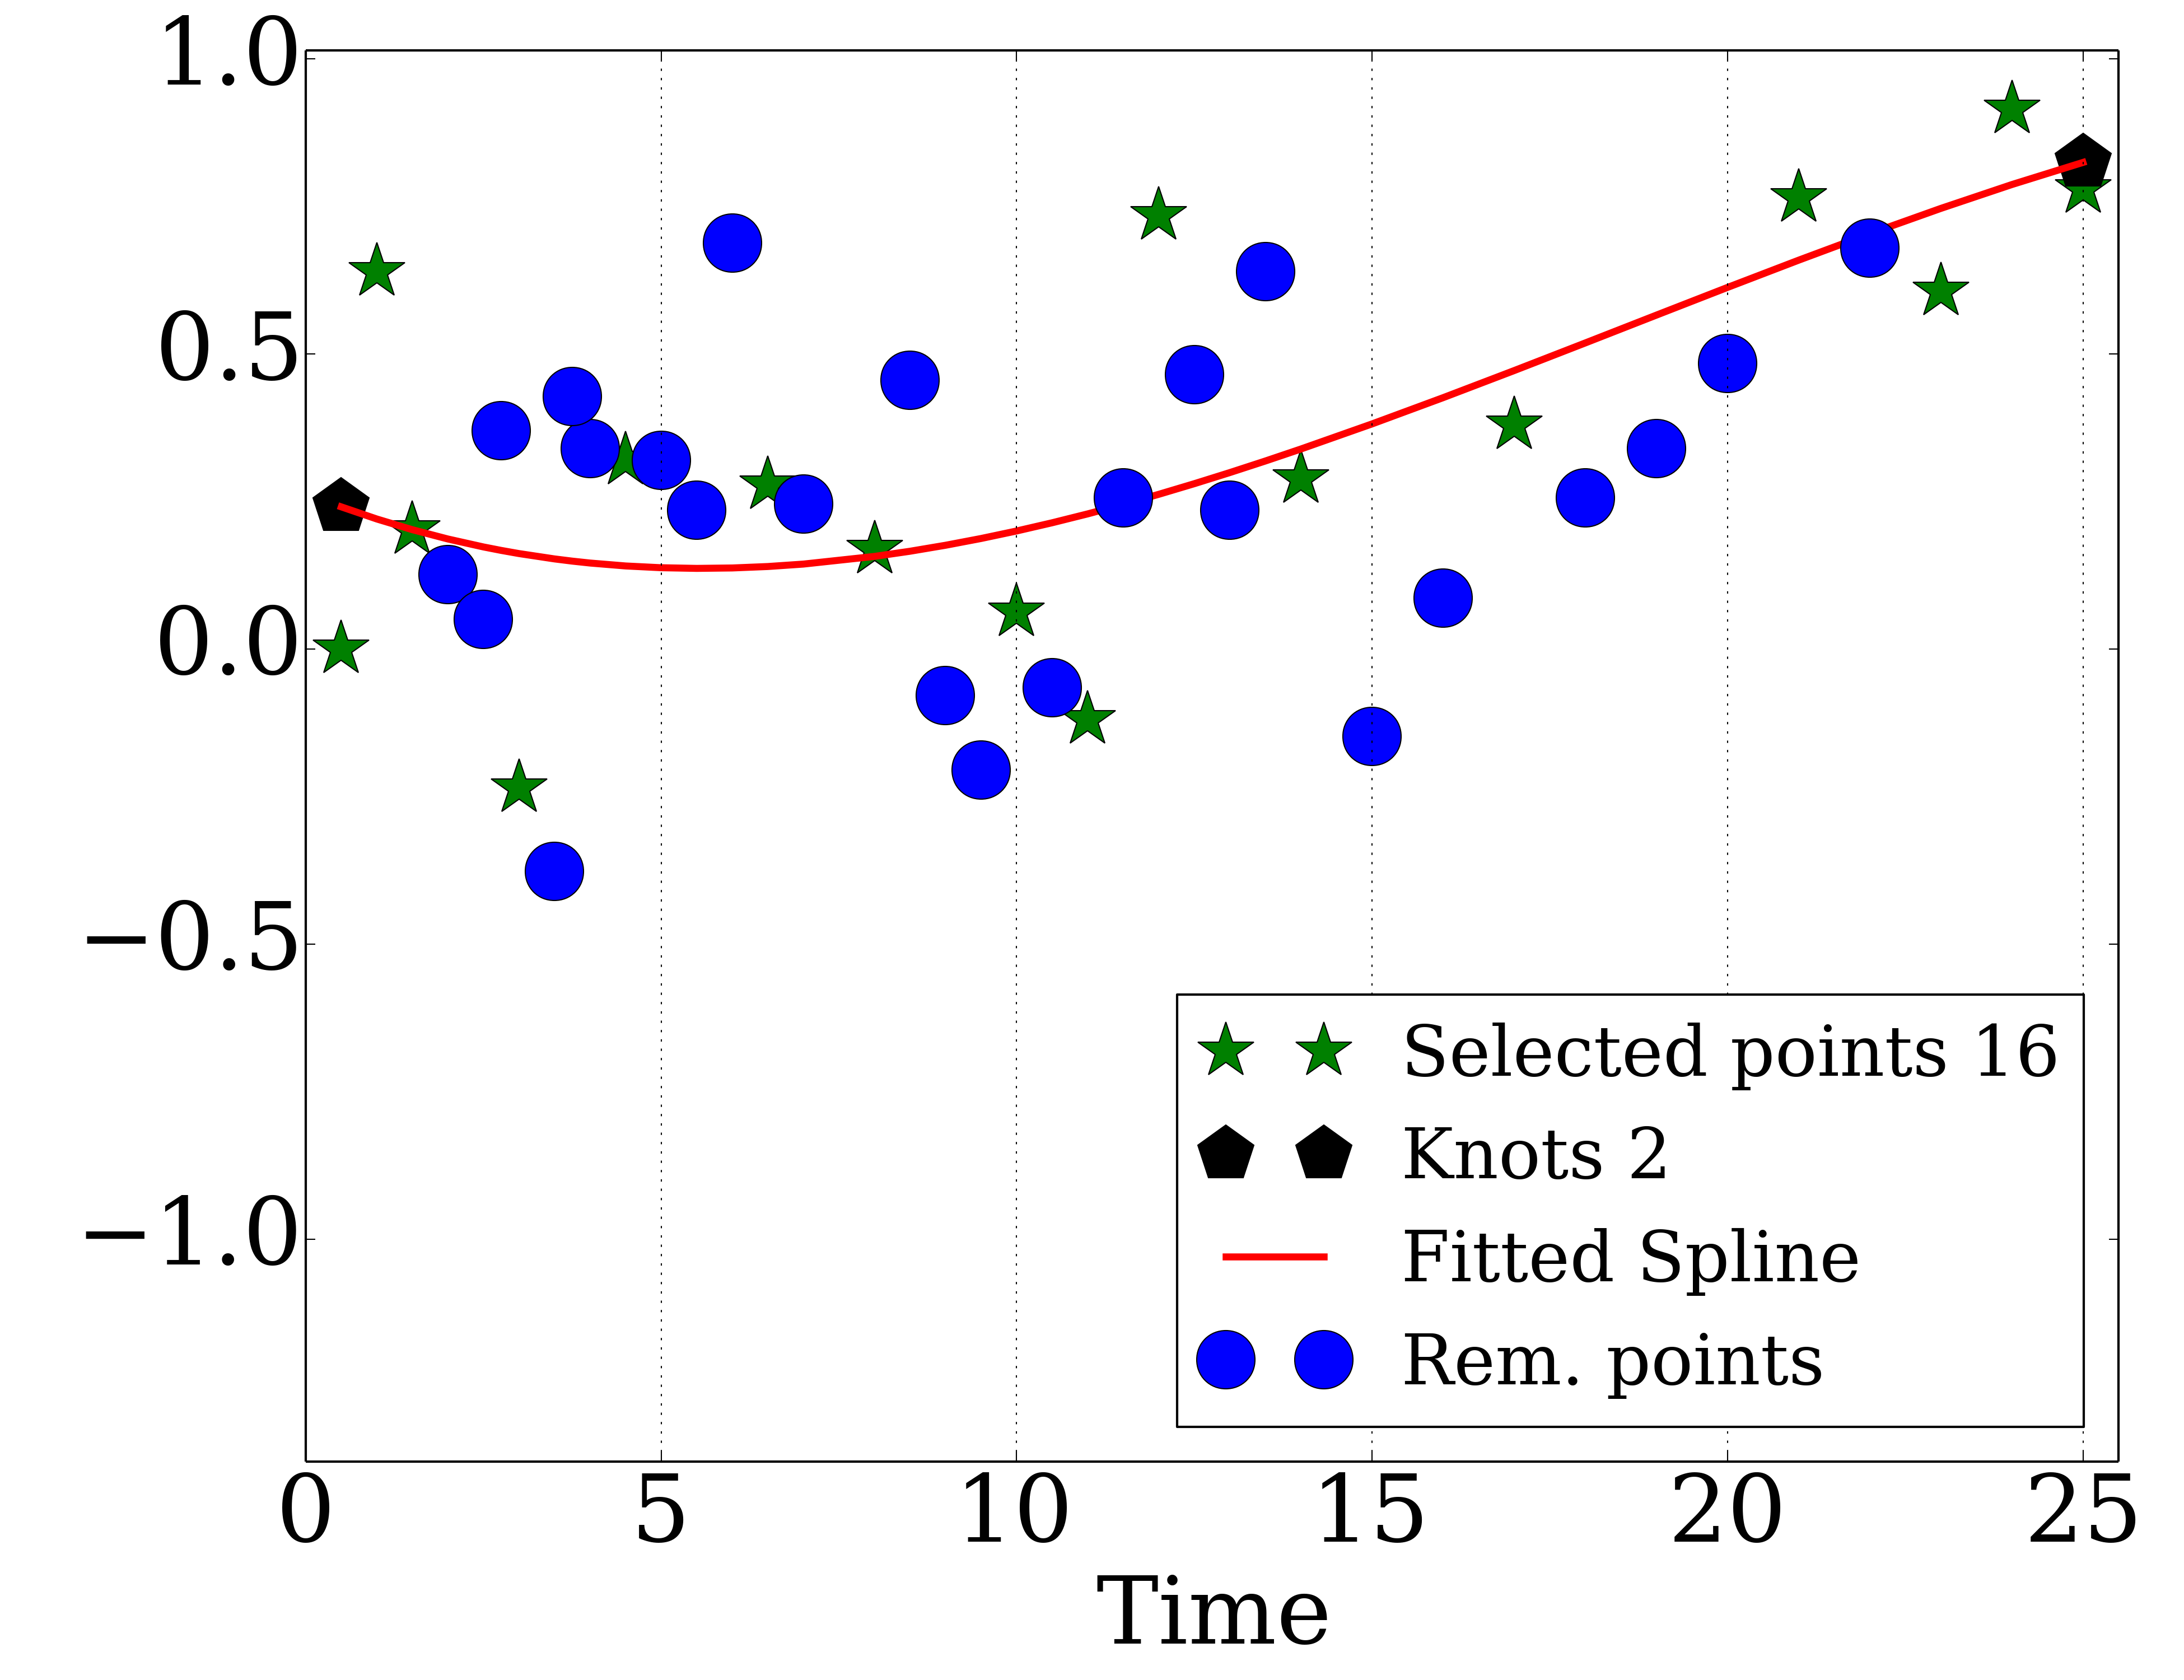 1.0
0.5
0.0
−0.5
−1.0
0 5 10 15 20 25
Time
Selected points 16
Knots 2
Fitted Spline
Rem. points